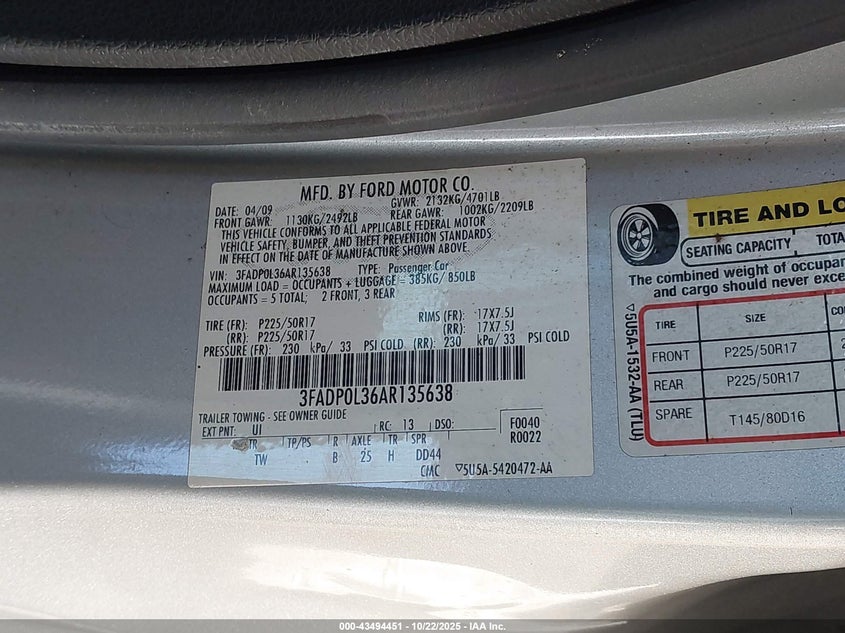 MFD. BY FORD MOTOR CO.
DATE: 04/09 GVWR: 2132KG/4701LB
FRONT GAWR: 1130KG/2492LB REAR GAWR: 1002KG/2209LB
THIS VEHICLE CONFORMS TO ALL APPLICABLE FEDERAL MOTOR
VEHICLE SAFETY, BUMPER, AND THEFT PREVENTION STANDARDS
IN EFFECT ON THE DATE OF MANUFACTURE SHOWN ABOVE.
VIN: 3FADP0L36AR135638 TYPE: Passenger Car
MAXIMUM LOAD = OCCUPANTS + LUGGAGE = 385KG/ 850LB
OCCUPANTS = 5 TOTAL; 2 FRONT, 3 REAR
TIRE (FR): P225/50R17 RIMS (FR): 17X7.5J
(RR): P225/50R17 (RR): 17X7.5J
PRESSURE (FR): 230 kPa/ 33 PSI COLD (RR): 230 kPa/ 33 PSI COLD
3FADP0L36AR135638
TRAILER TOWING - SEE OWNER GUIDE
EXT PNT: UI RC: 13 DSO: F0040
R0022
TR TP/PS R AXLE TR SPR
TW B 25 H DD44
CMC ▽5U5A-5420472-AA
TIRE AND LO
SEATING CAPACITY TOTA
The combined weight of occupan
and cargo should never excee
TIRE SIZE CO
FRONT P225/50R17 2
REAR P225/50R17
SPARE T145/80D16
▽5U5A-1532-AA (TLU)
000-43494451 - 10/22/2025 - IAA Inc.